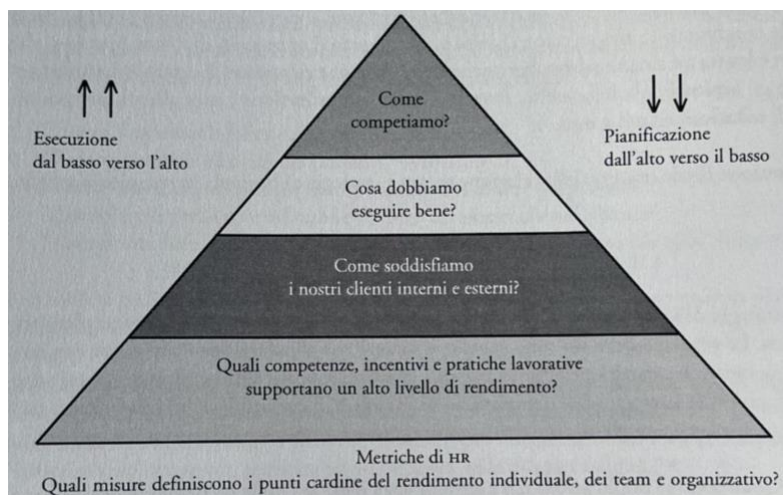 Come
competiamo?
Esecuzione
dal basso verso l'alto
Pianificazione
dall'alto verso il basso
Cosa dobbiamo
eseguire bene?
Come soddisfiamo
i nostri clienti interni e esterni?
Quali competenze, incentivi e pratiche lavorative
supportano un alto livello di rendimento?
Metriche di HR
Quali misure definiscono i punti cardine del rendimento individuale, dei team e organizzativo?